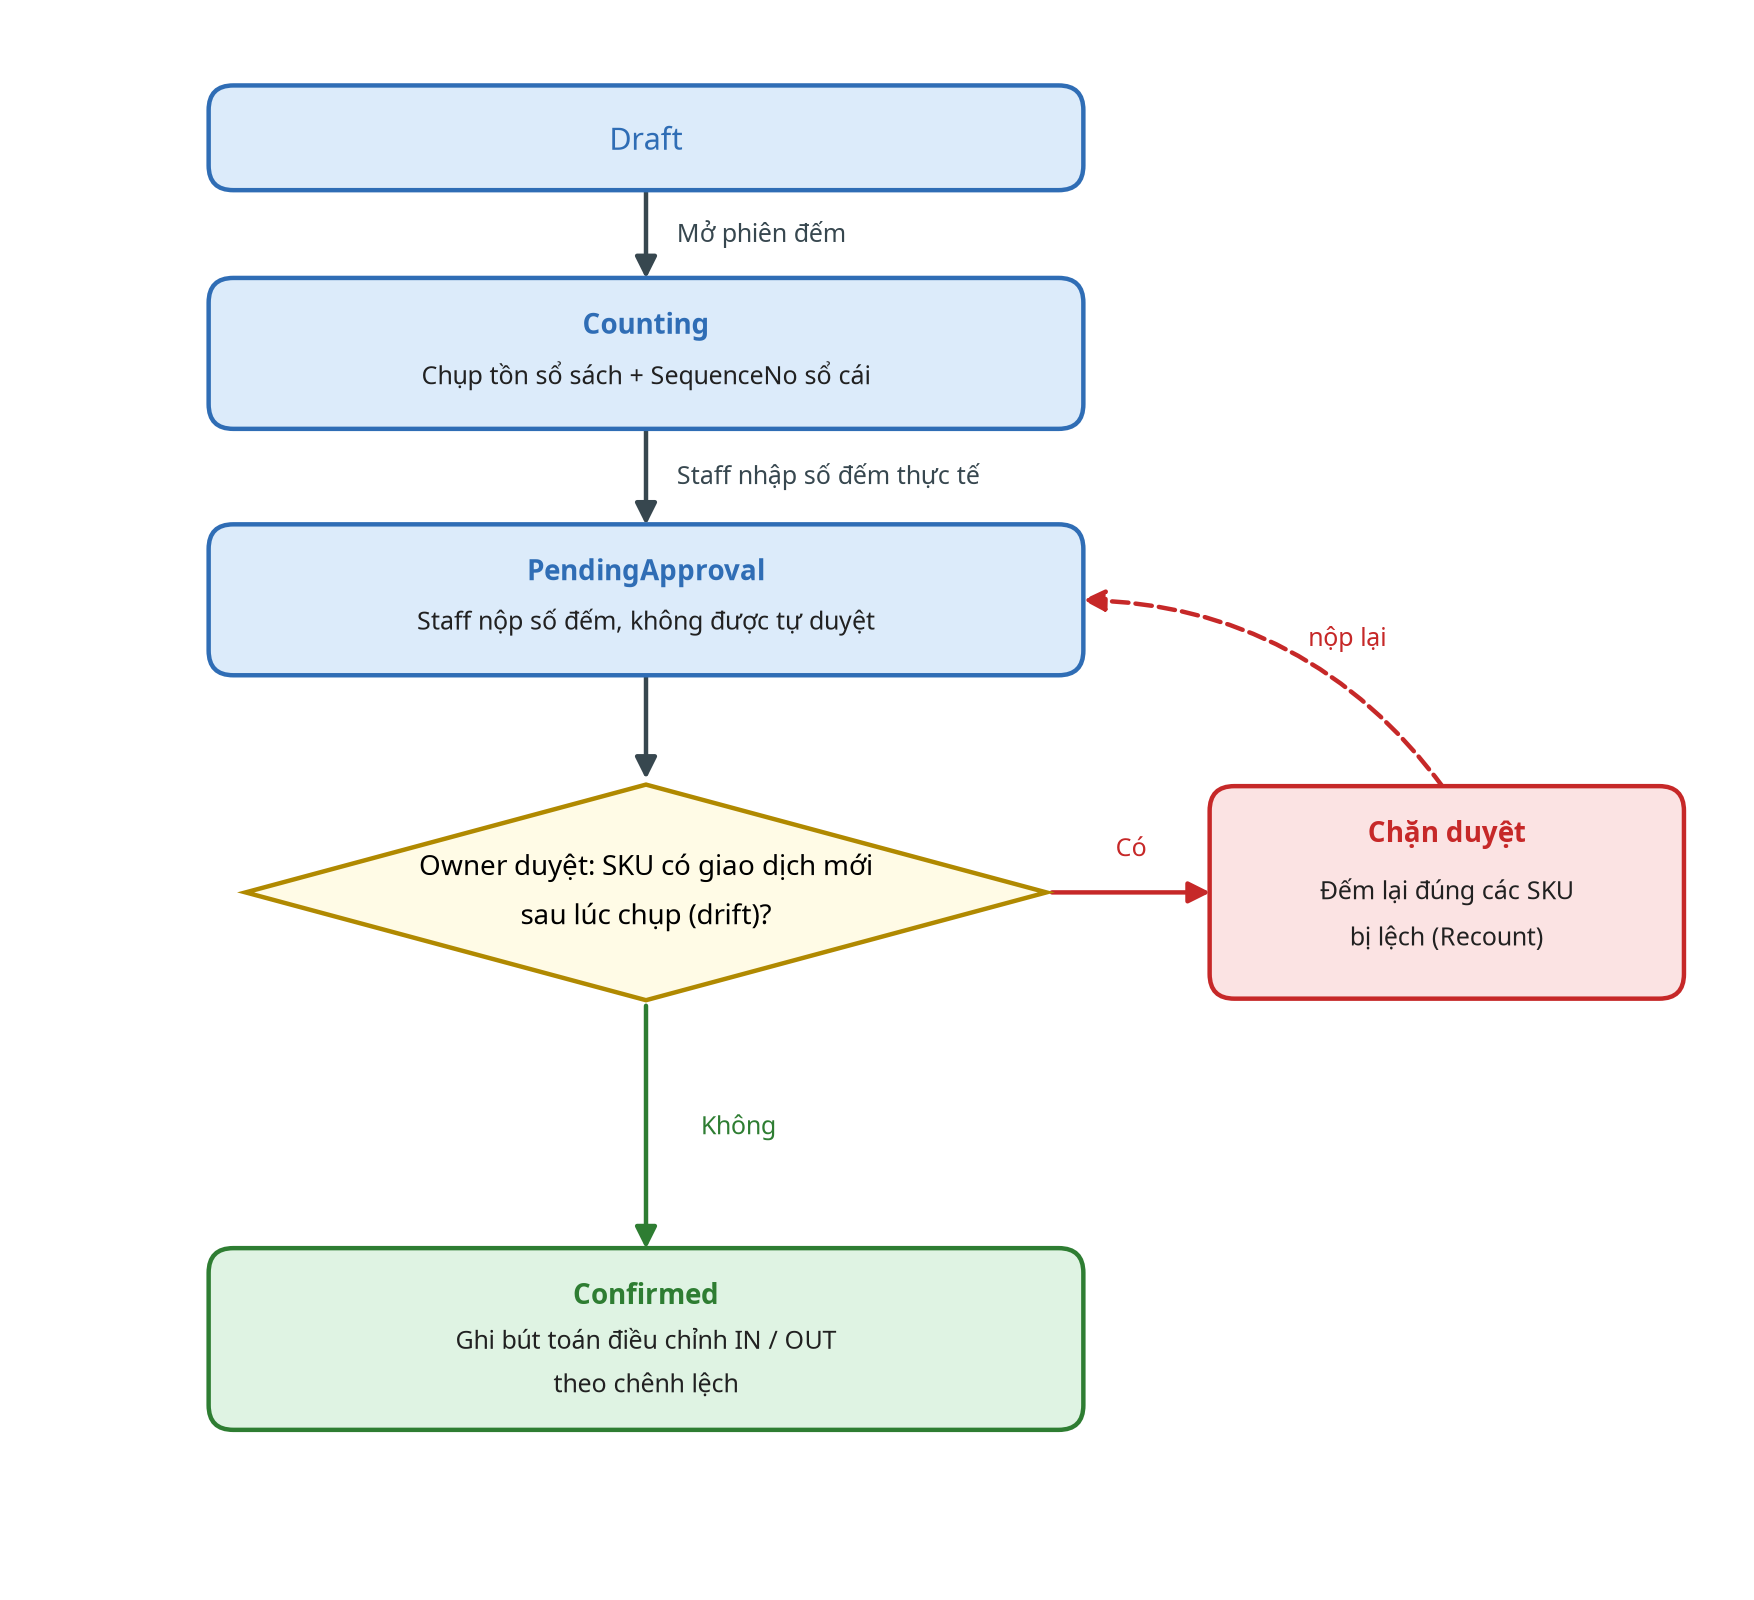 Draft
Mở phiên đếm
Counting
Chụp tồn sổ sách + SequenceNo sổ cái
Staff nhập số đếm thực tế
PendingApproval
Staff nộp số đếm, không được tự duyệt
nộp lại
Owner duyệt: SKU có giao dịch mới
sau lúc chụp (drift)?
Có
Chặn duyệt
Đếm lại đúng các SKU
bị lệch (Recount)
Không
Confirmed
Ghi bút toán điều chỉnh IN / OUT
theo chênh lệch